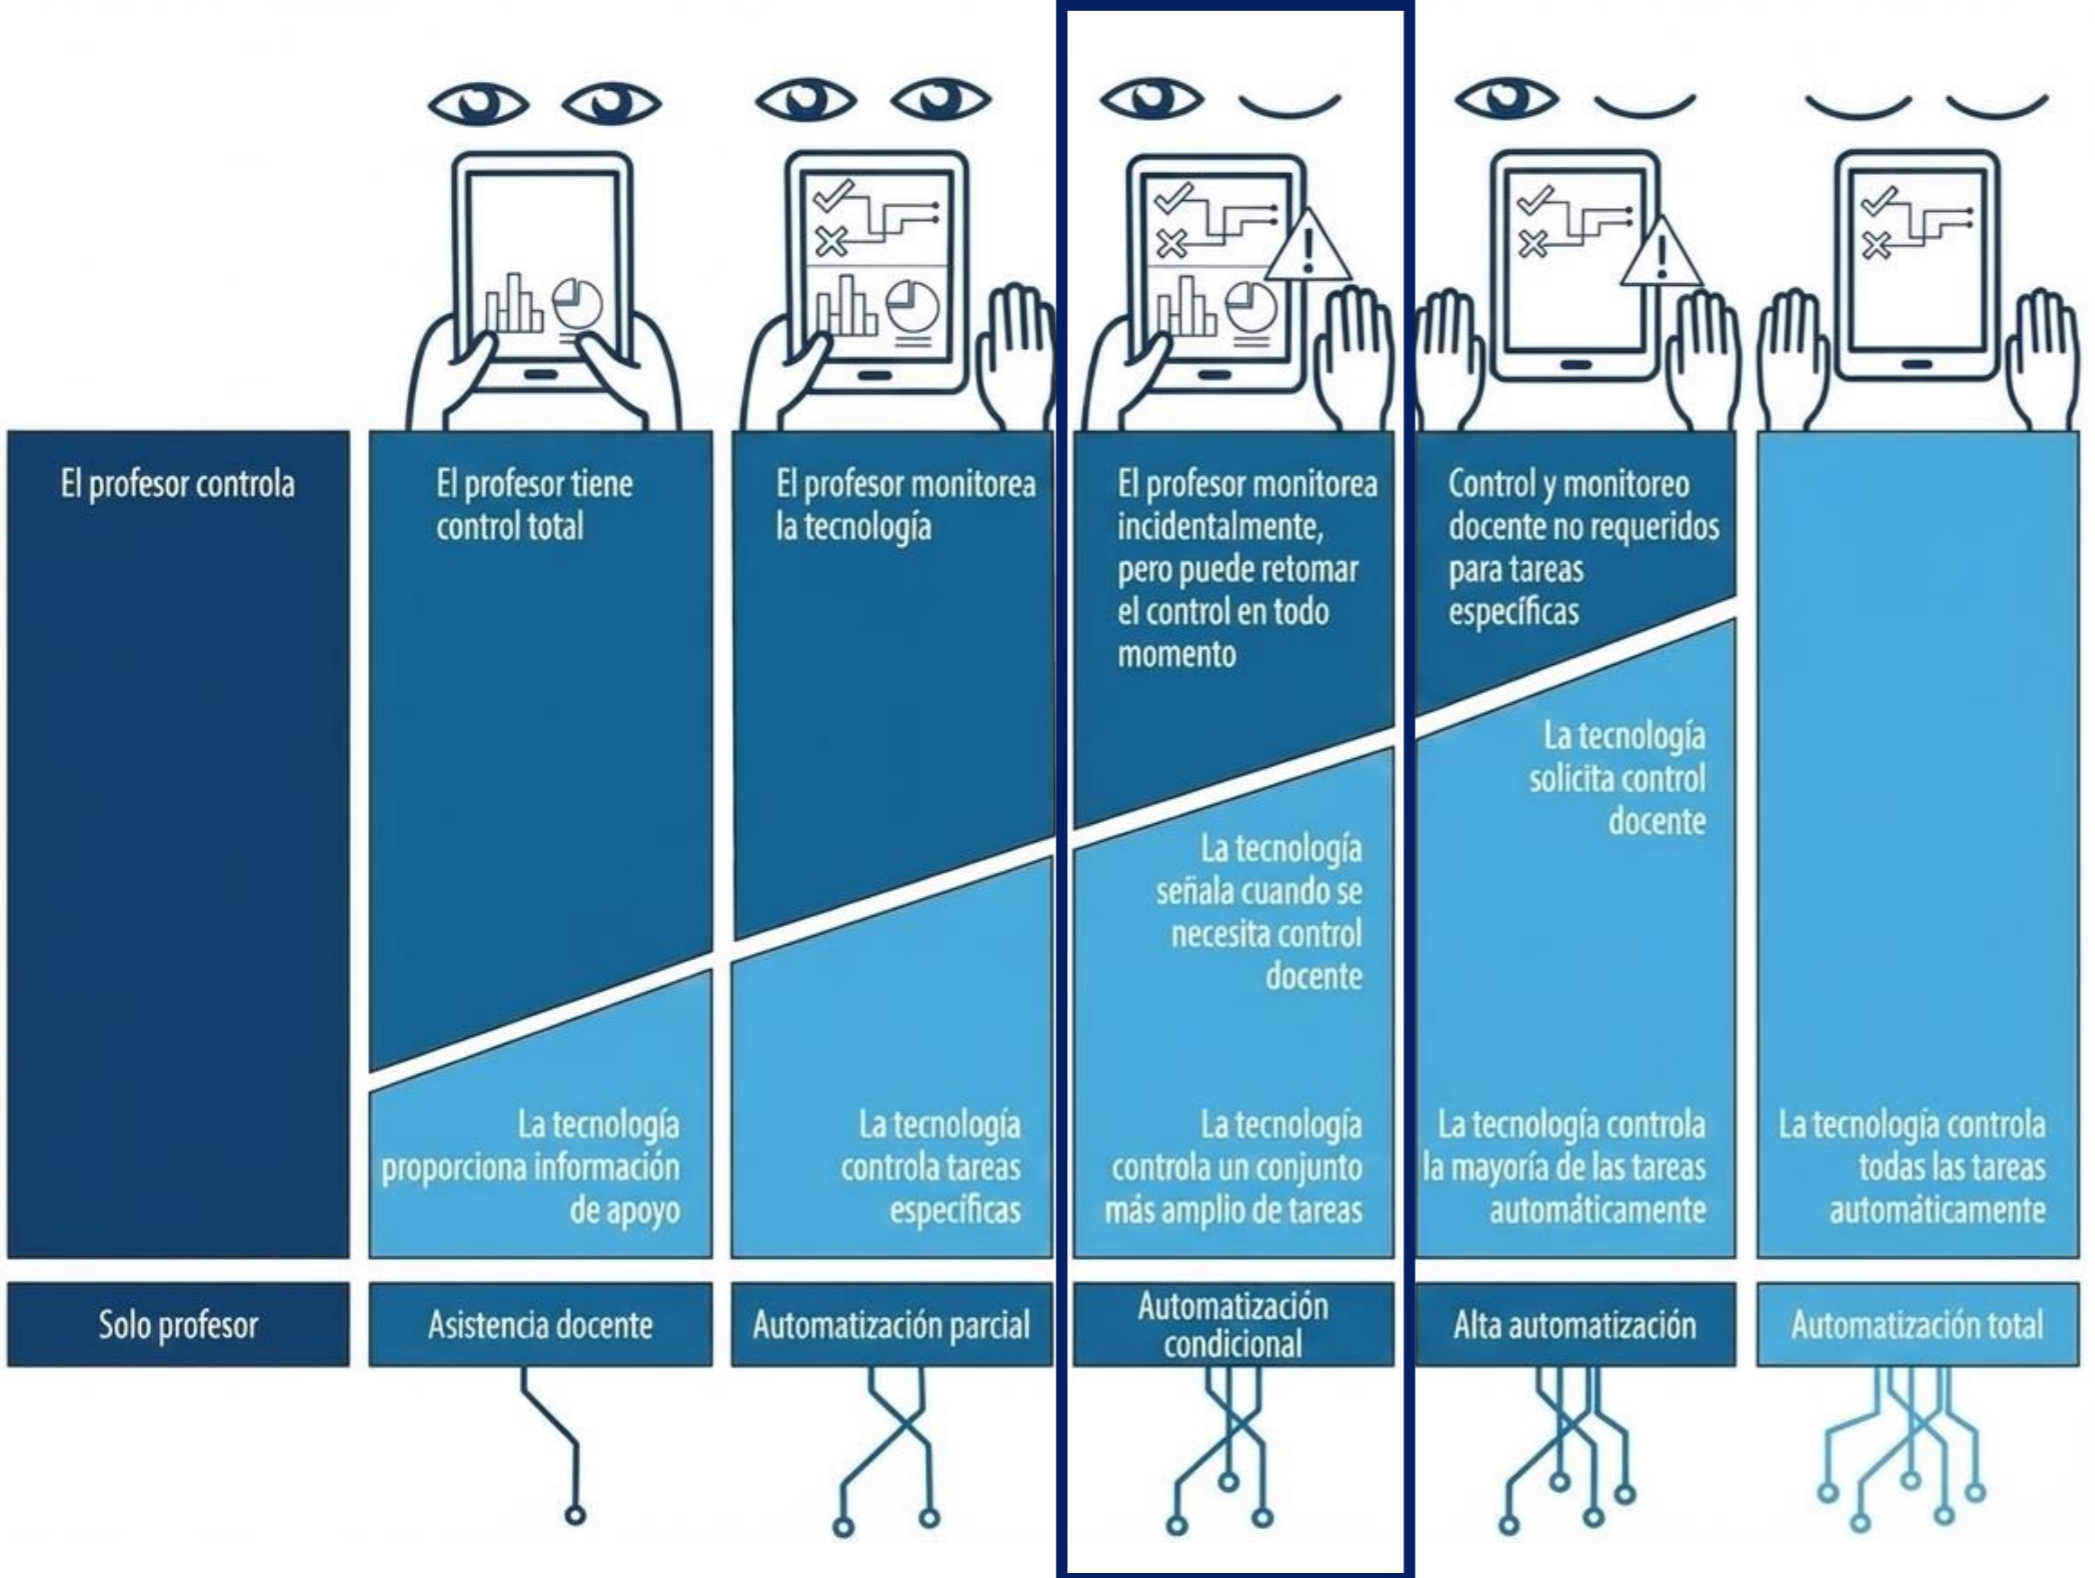 El profesor controla
El profesor tiene
control total
El profesor monitorea
la tecnología
El profesor monitorea
incidentalmente,
pero puede retomar
el control en todo
momento
Control y monitoreo
docente no requeridos
para tareas
específicas
La tecnología
proporciona información
de apoyo
La tecnología
controla tareas
específicas
La tecnología
señala cuando se
necesita control
docente
La tecnología
controla un conjunto
más amplio de tareas
La tecnología
solicita control
docente
La tecnología controla
la mayoría de las tareas
automáticamente
La tecnología controla
todas las tareas
automáticamente
Solo profesor
Asistencia docente
Automatización parcial
Automatización
condicional
Alta automatización
Automatización total